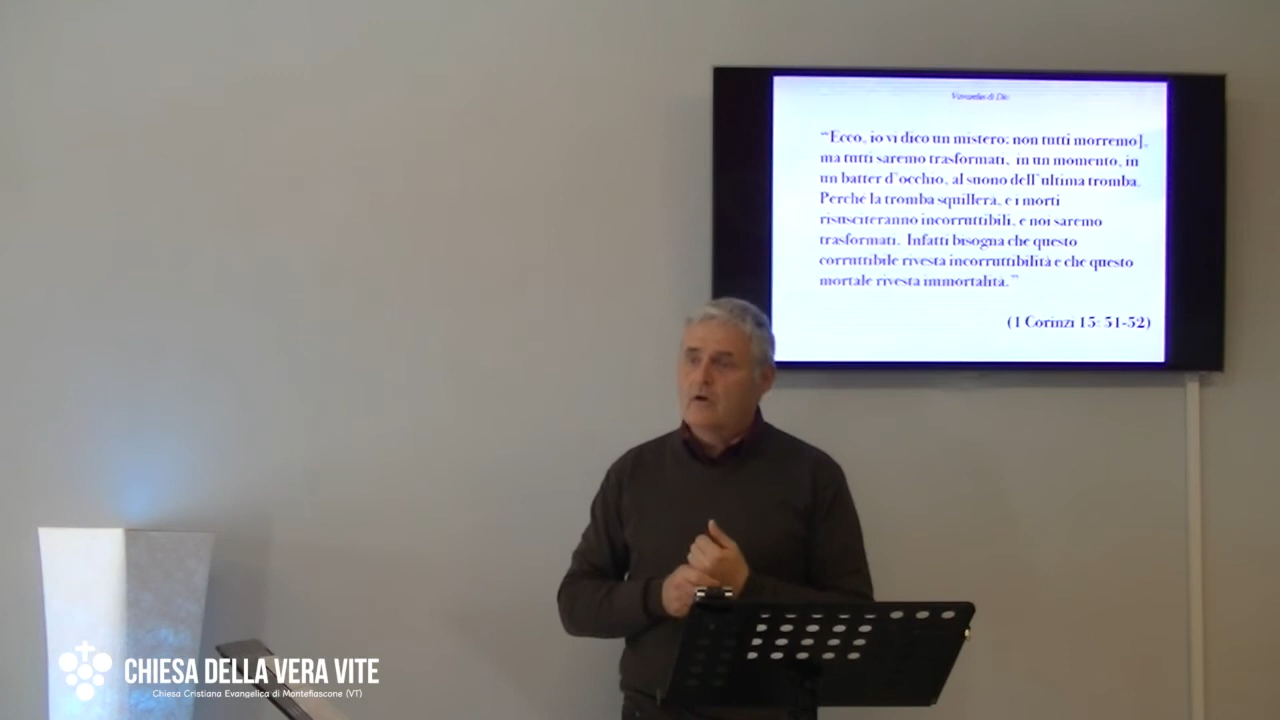 "Ecco, io vi dico un mistero: non tutti morremo],
ma tutti saremo trasformati, in un momento, in
un batter d'occhio, al suono dell'ultima tromba.
Perché la tromba squillerà, e i morti
risusciteranno incorruttibili, e noi saremo
trasformati. Infatti bisogna che questo
corruttibile rivesta incorruttibilità e che questo
mortale rivesta immortalità."
(1 Corinzi 15: 51-52)
CHIESA DELLA VERA VITE
Chiesa Cristiana Evangelica di Montefiascone (VT)